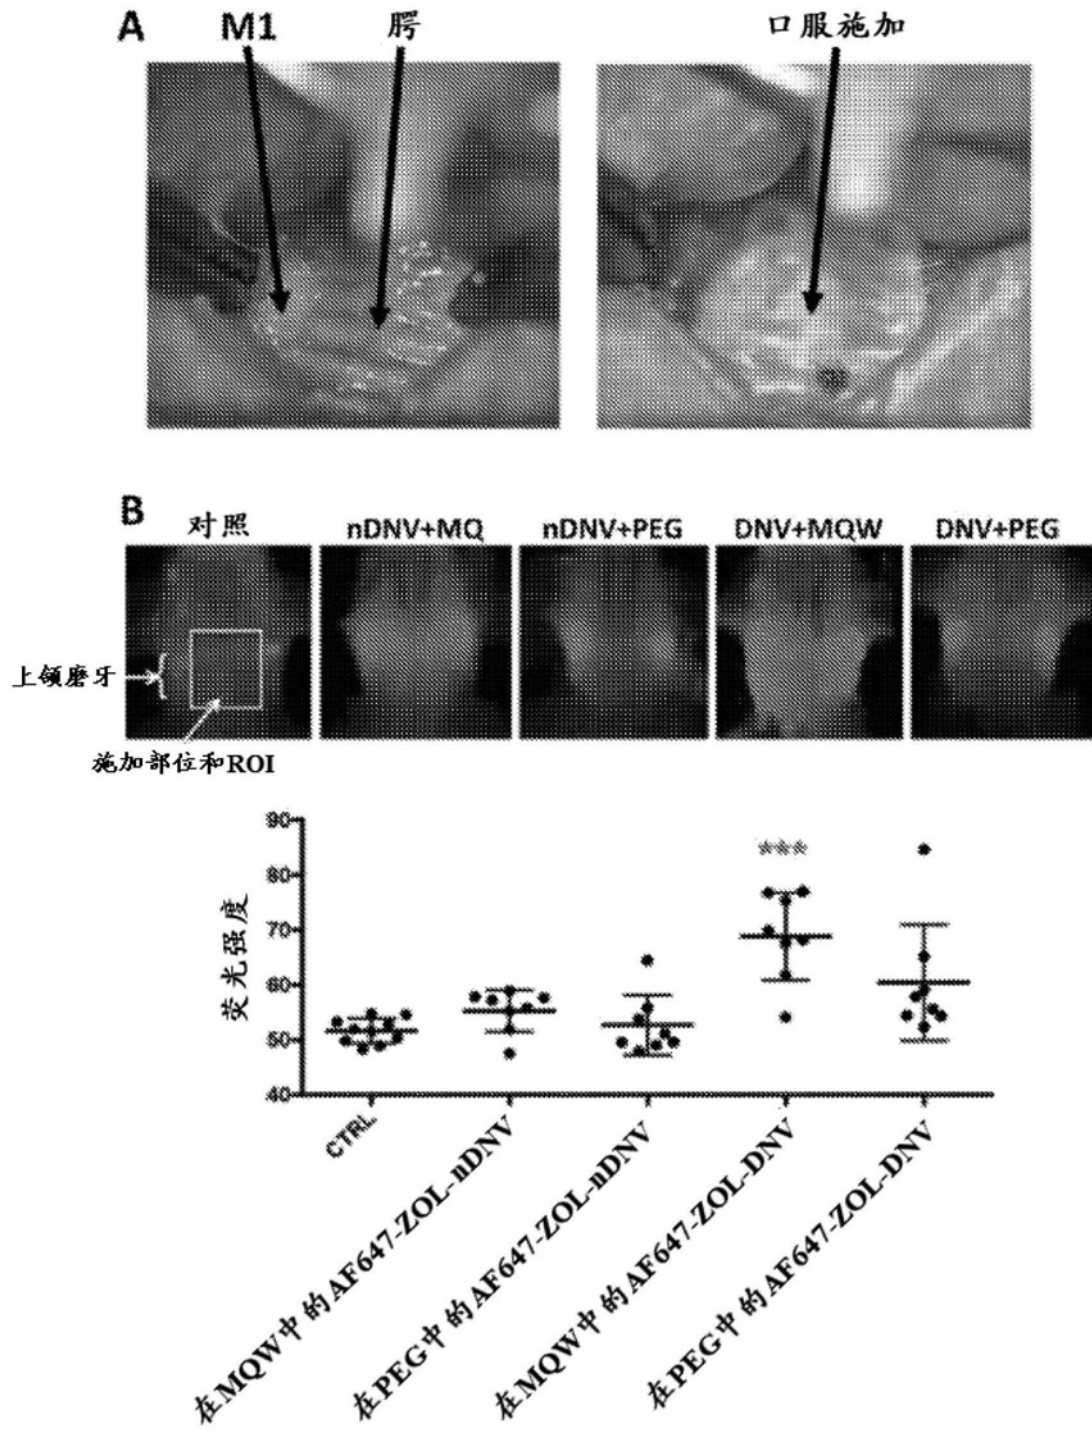 A
M1
腭
口服施加
B
对照
nDNV+MQ
nDNV+PEG
DNV+MQW
DNV+PEG
上颌磨牙
施加部位和ROI
荧光强度
90
80
70
60
50
40
***
CTRL
在MQW中的AF647-ZOL-nDNV
在PEG中的AF647-ZOL-nDNV
在MQW中的AF647-ZOL-DNV
在PEG中的AF647-ZOL-DNV